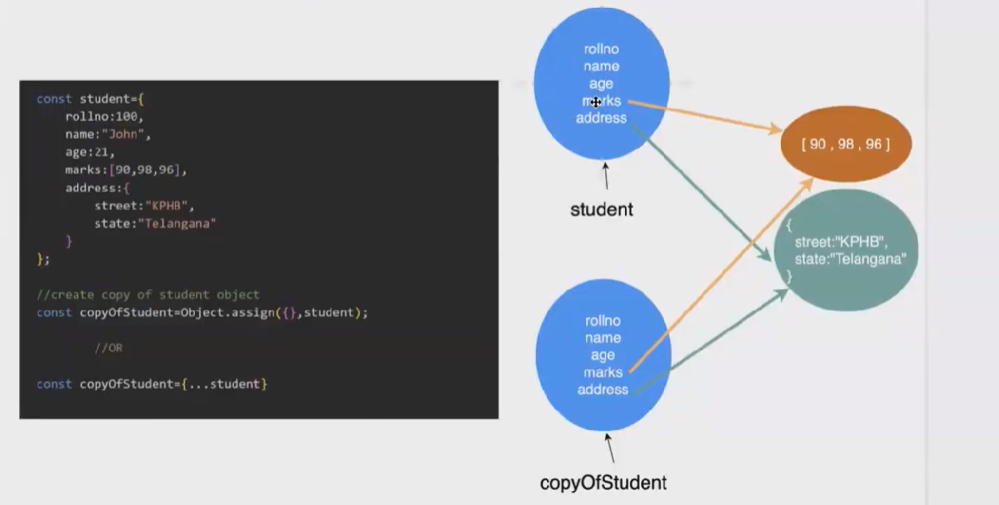 const student={
rollno:100,
name:"John",
age:21,
marks:[90,98,96],
address:{
street:"KPHB",
state:"Telangana"
}
};
//create copy of student object
const copyOfStudent=Object.assign({},student);
//OR
const copyOfStudent={...student}
rollno
name
age
marks
address
student
[ 90 , 98 , 96 ]
{
street:"KPHB",
state:"Telangana"
}
rollno
name
age
marks
address
copyOfStudent